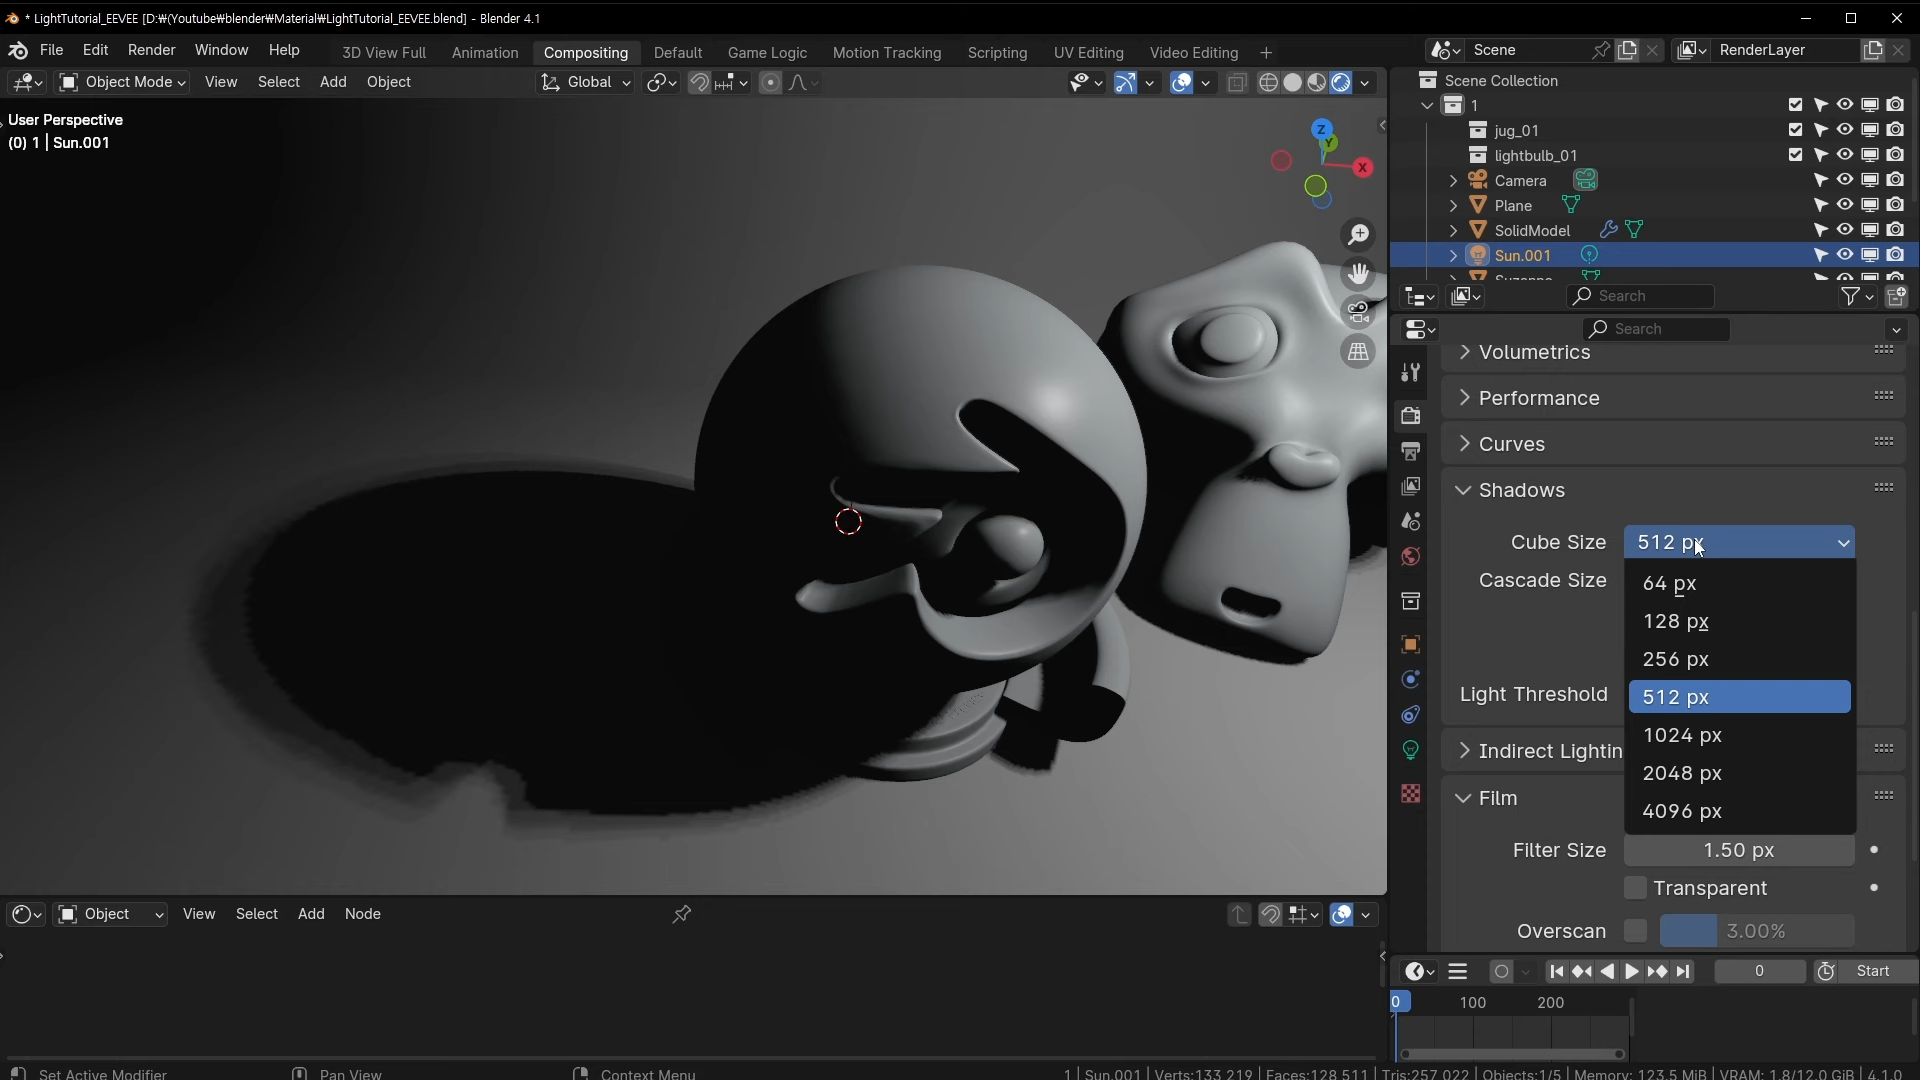 * LightTutorial_EEVEE [D:₩(Youtube₩blender₩Material₩LightTutorial_EEVEE.blend] - Blender 4.1
File Edit Render Window Help 3D View Full Animation Compositing Default Game Logic Motion Tracking Scripting UV Editing Video Editing + Scene RenderLayer
Object Mode View Select Add Object Global
User Perspective
(0) 1 | Sun.001
Z
Y
X
Scene Collection
1
jug_01
lightbulb_01
Camera
Plane
SolidModel
Sun.001
Suzanne
Search
Search
Volumetrics
Performance
Curves
Shadows
Cube Size 512 px
Cascade Size
64 px
128 px
256 px
Light Threshold
512 px
1024 px
Indirect Lightin
2048 px
Film
4096 px
Filter Size 1.50 px
Transparent
Overscan 3.00%
Object View Select Add Node
0 Start
0 100 200
Set Active Modifier Pan View Context Menu
1 | Sun.001 | Verts:133,219 | Faces:128,511 | Tris:257,022 | Objects:1/5 | Memory: 123.5 MiB | VRAM: 1.8/12.0 GiB | 4.1.0